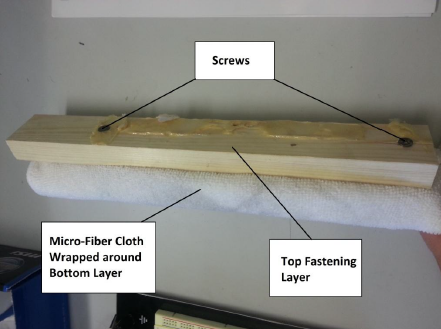 Screws
Micro-Fiber Cloth
Wrapped around
Bottom Layer
Top Fastening
Layer